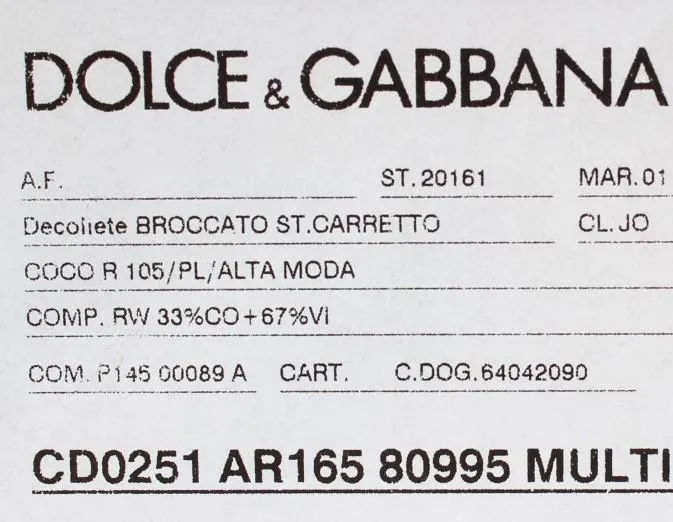 DOLCE & GABBANA
A.F. ST. 20161 MAR. 01
Decollete BROCCATO ST.CARRETTO CL. JO
COCO R 105/PL/ALTA MODA
COMP. RW 33%CO+67%VI
COM. P145 00089 A CART. C.DOG.64042090
CD0251 AR165 80995 MULTI